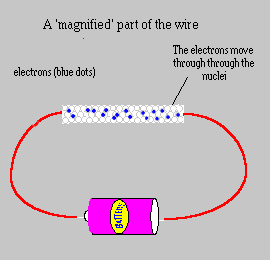 A 'magnified' part of the wire
The electrons move
through through the
nuclei
electrons (blue dots)
BATTERY